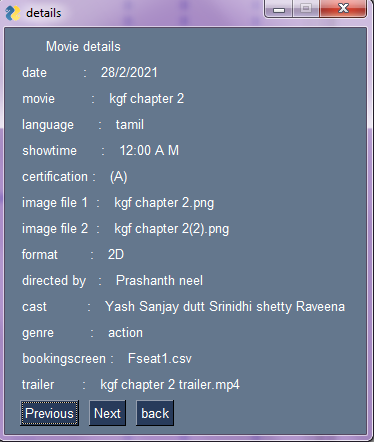 details
Movie details
date : 28/2/2021
movie : kgf chapter 2
language : tamil
showtime : 12:00 A M
certification : (A)
image file 1 : kgf chapter 2.png
image file 2 : kgf chapter 2(2).png
format : 2D
directed by : Prashanth neel
cast : Yash Sanjay dutt Srinidhi shetty Raveena
genre : action
bookingscreen : Fseat1.csv
trailer : kgf chapter 2 trailer.mp4
Previous Next back